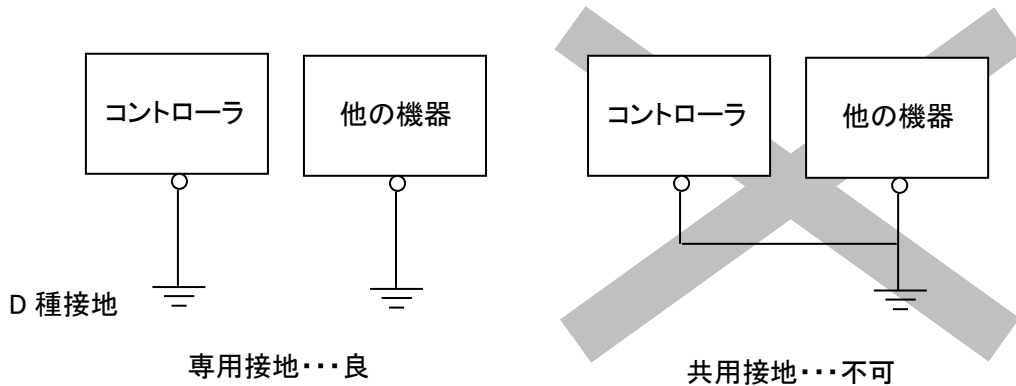 コントローラ
他の機器
コントローラ
他の機器
D 種接地
専用接地･･･良
共用接地･･･不可